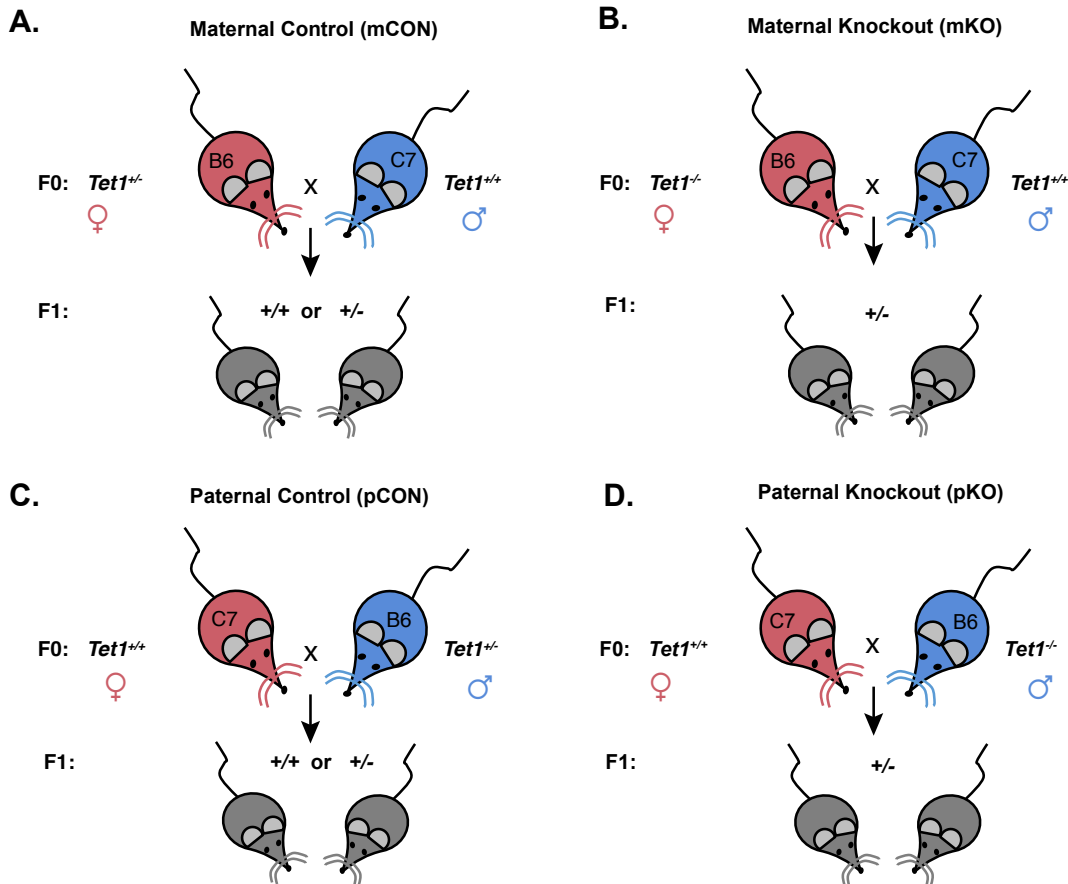 A.
Maternal Control (mCON)
B6
C7
F0: Tet1+/-
X
Tet1+/+
♀
♂
F1:
+/+ or +/-
B.
Maternal Knockout (mKO)
B6
C7
F0: Tet1-/-
X
Tet1+/+
♀
♂
F1:
+/-
C.
Paternal Control (pCON)
C7
B6
F0: Tet1+/+
X
Tet1+/-
♀
♂
F1:
+/+ or +/-
D.
Paternal Knockout (pKO)
C7
B6
F0: Tet1+/+
X
Tet1-/-
♀
♂
F1:
+/-